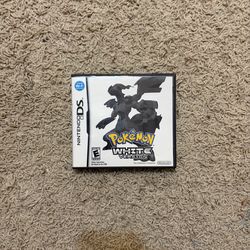 NINTENDO DS
POKéMON
WHITE
VERSION
E